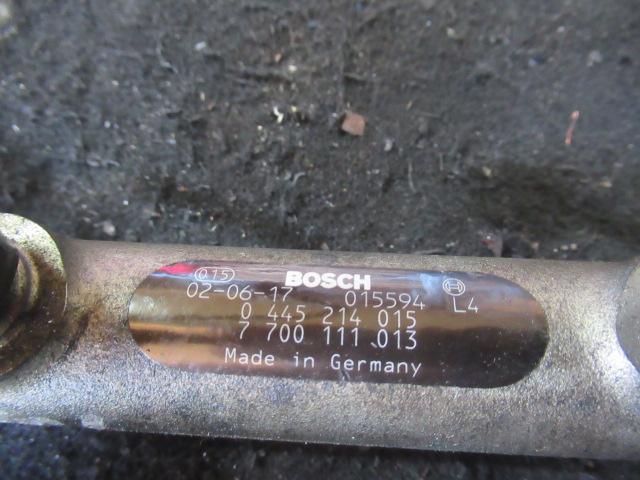 015 BOSCH
02-06-17 015594 L4
0 445 214 015
7 700 111 013
Made in Germany